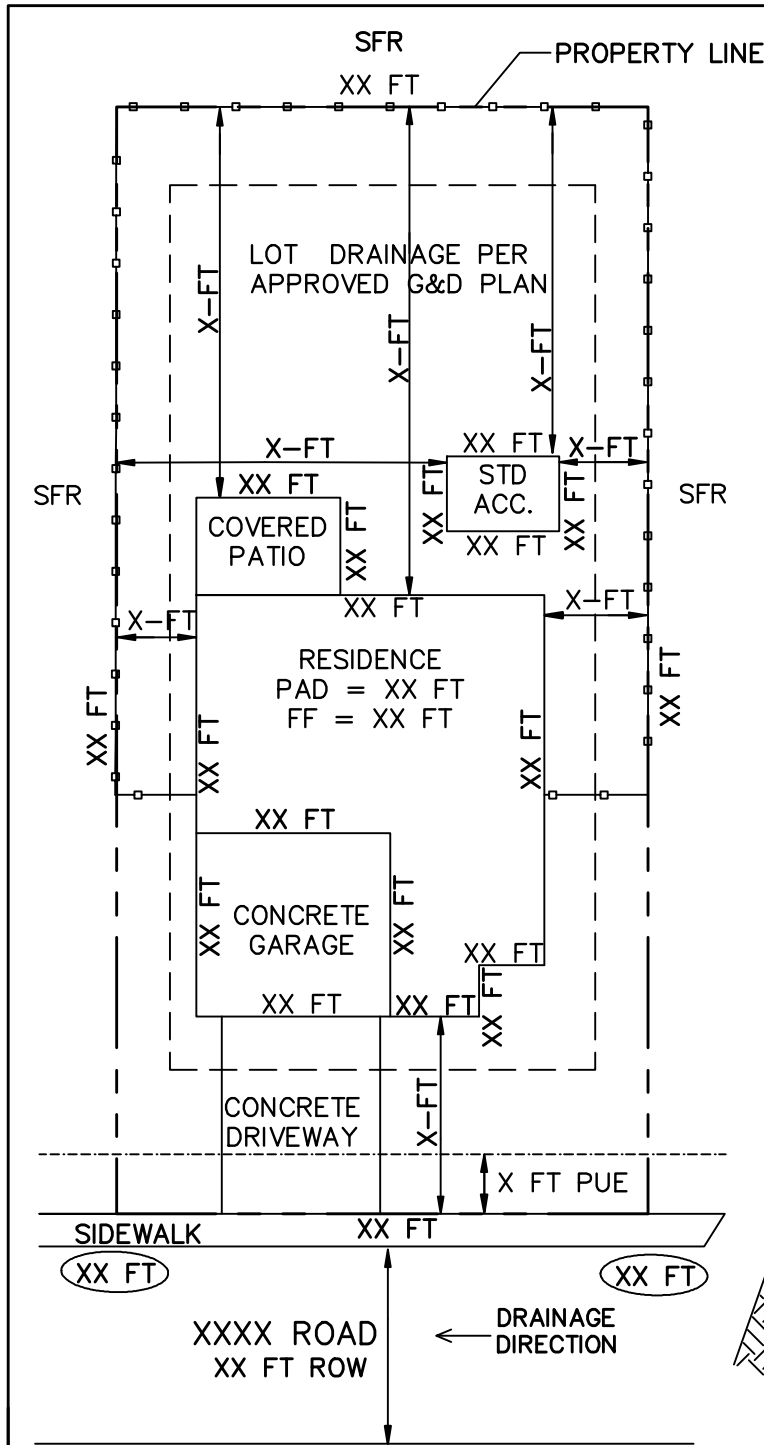 SFR
PROPERTY LINE
XX FT
LOT DRAINAGE PER
APPROVED G&D PLAN
X-FT
X-FT
X-FT
X-FT
XX FT
X-FT
SFR
SFR
XX FT
STD
ACC.
XX FT
XX FT
XX FT
COVERED
PATIO
XX FT
XX FT
X-FT
X-FT
RESIDENCE
PAD = XX FT
FF = XX FT
XX FT
XX FT
XX FT
XX FT
XX FT
CONCRETE
GARAGE
XX FT
XX FT
XX FT
XX FT
XX FT
XX FT
CONCRETE
DRIVEWAY
X-FT
X FT PUE
SIDEWALK
XX FT
XX FT
XX FT
XXXX ROAD
XX FT ROW
DRAINAGE
DIRECTION